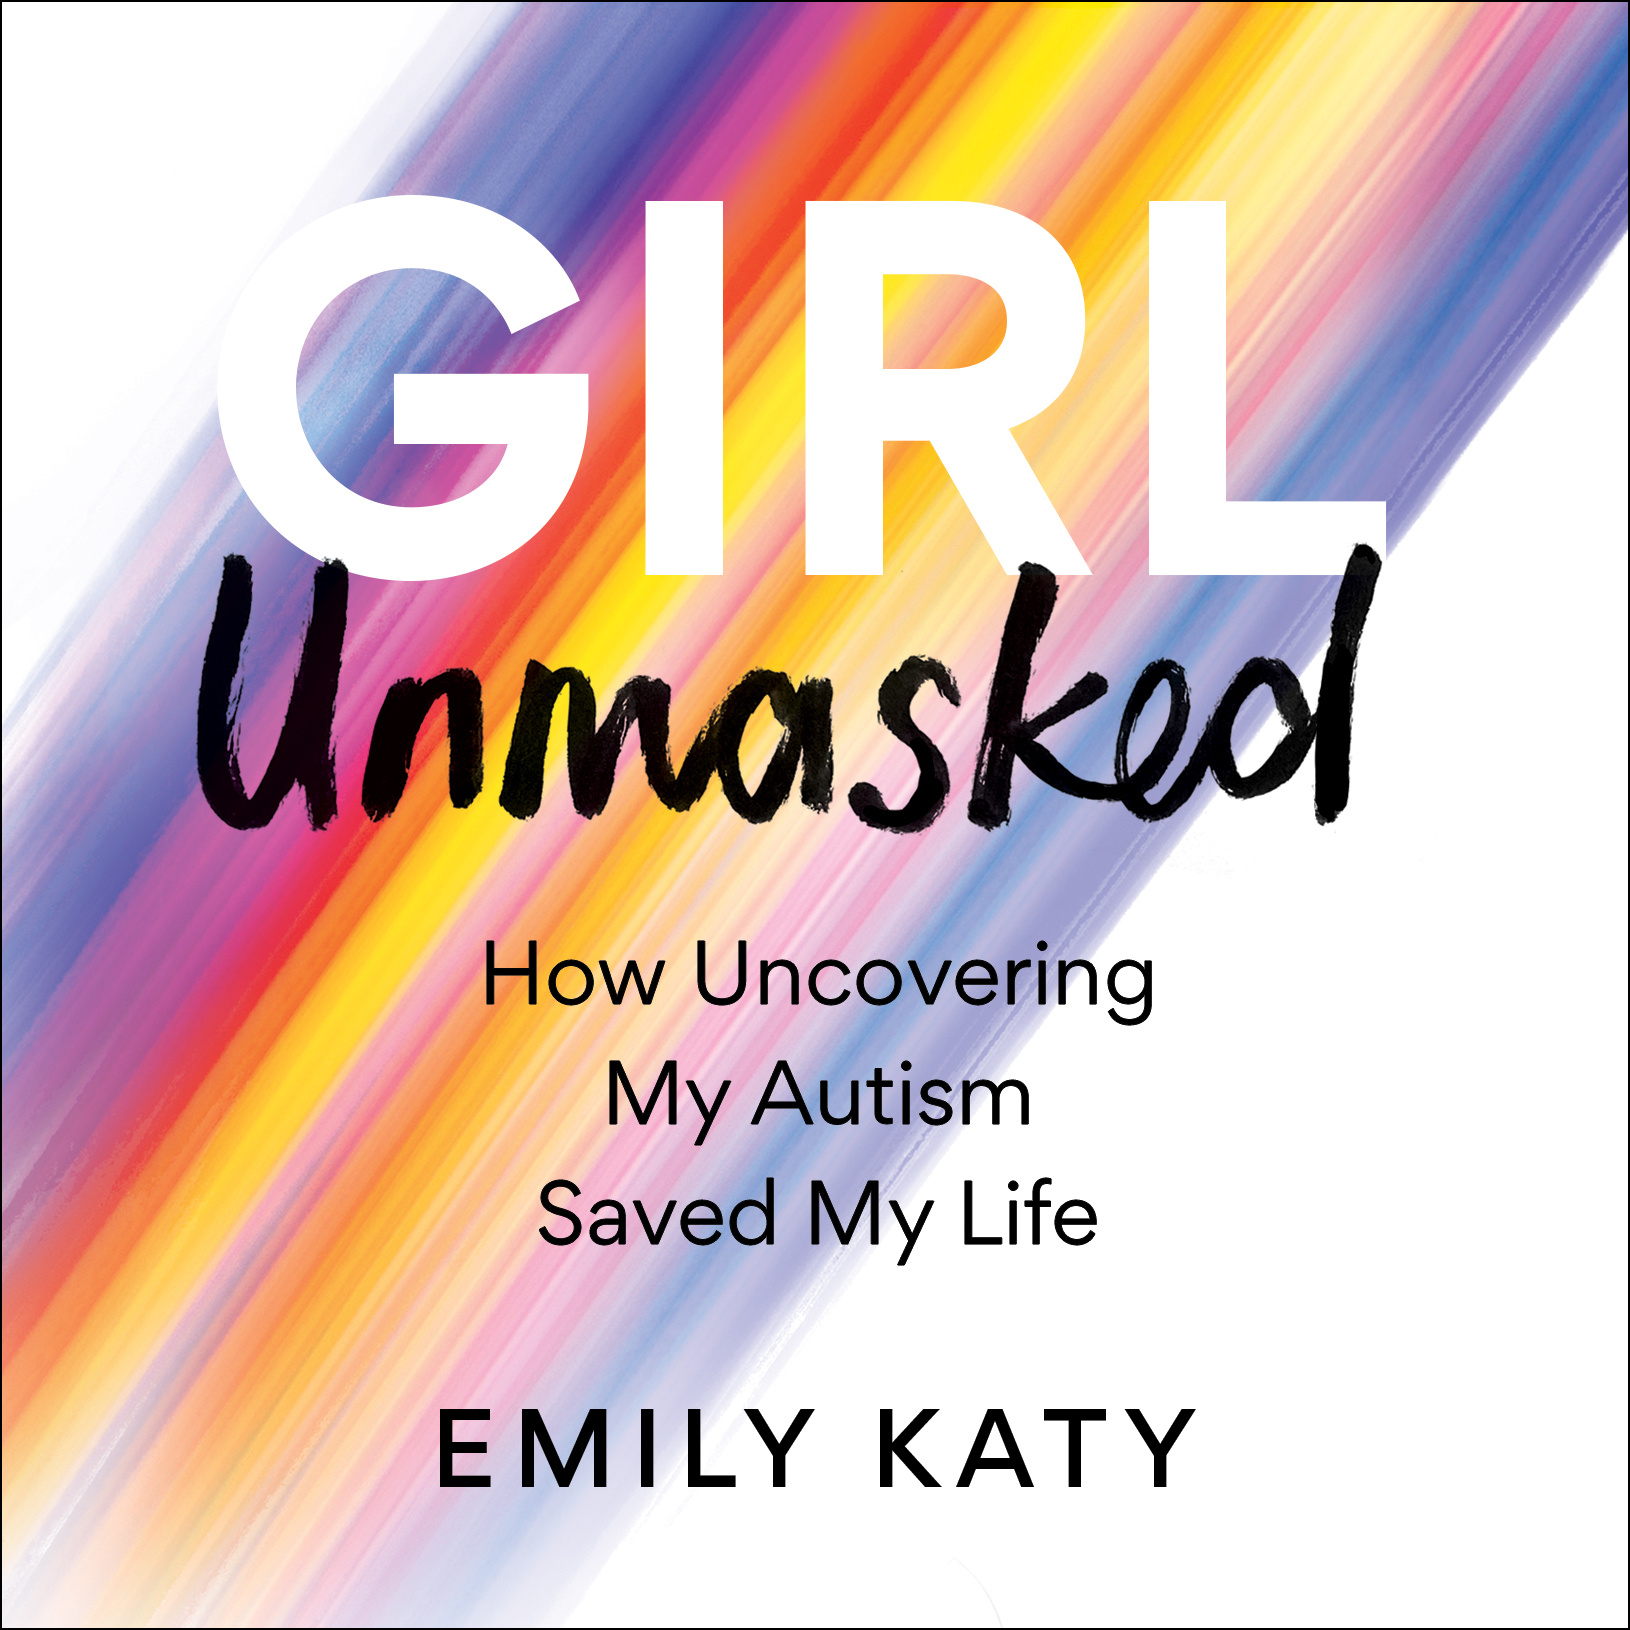 GIRL
Unmasked
How Uncovering
My Autism
Saved My Life
EMILY KATY